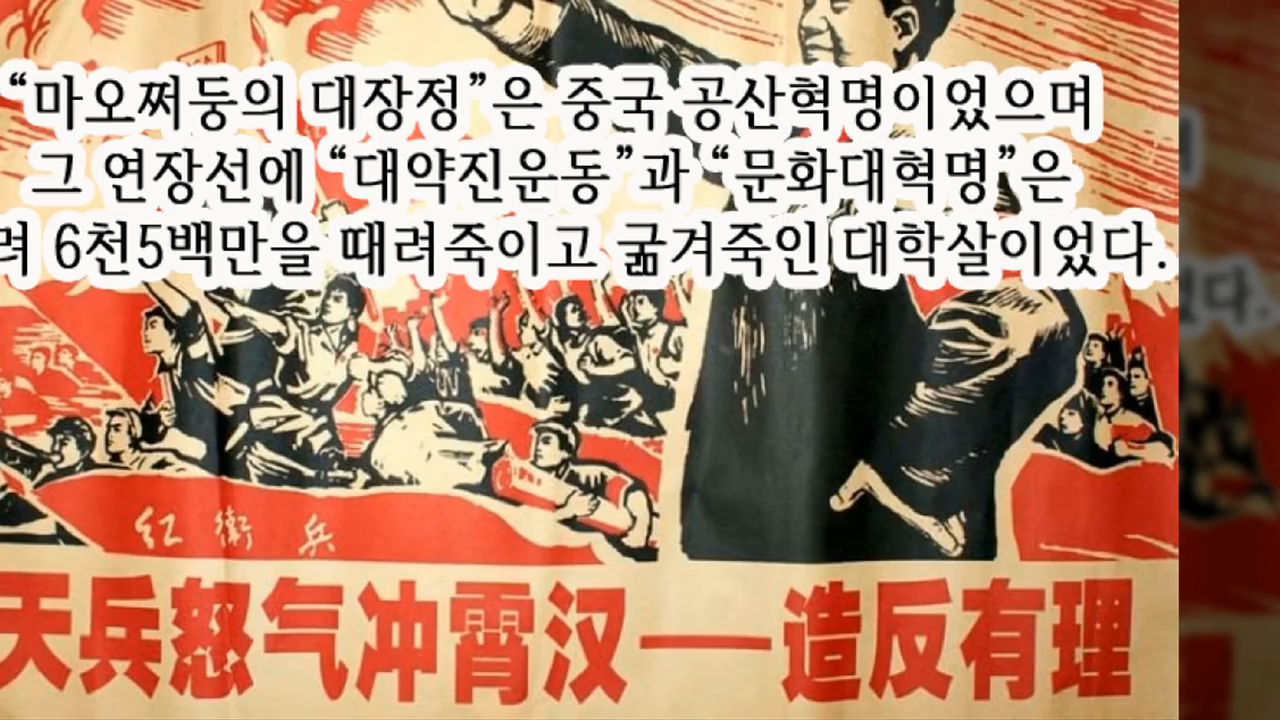 “마오쩌둥의 대장정”은 중국 공산혁명이었으며
그 연장선에 “대약진운동”과 “문화대혁명”은
며 6천5백만을 때려죽이고 굶겨죽인 대학살이었다.
红衛兵
天兵怒气冲霄汉——造反有理